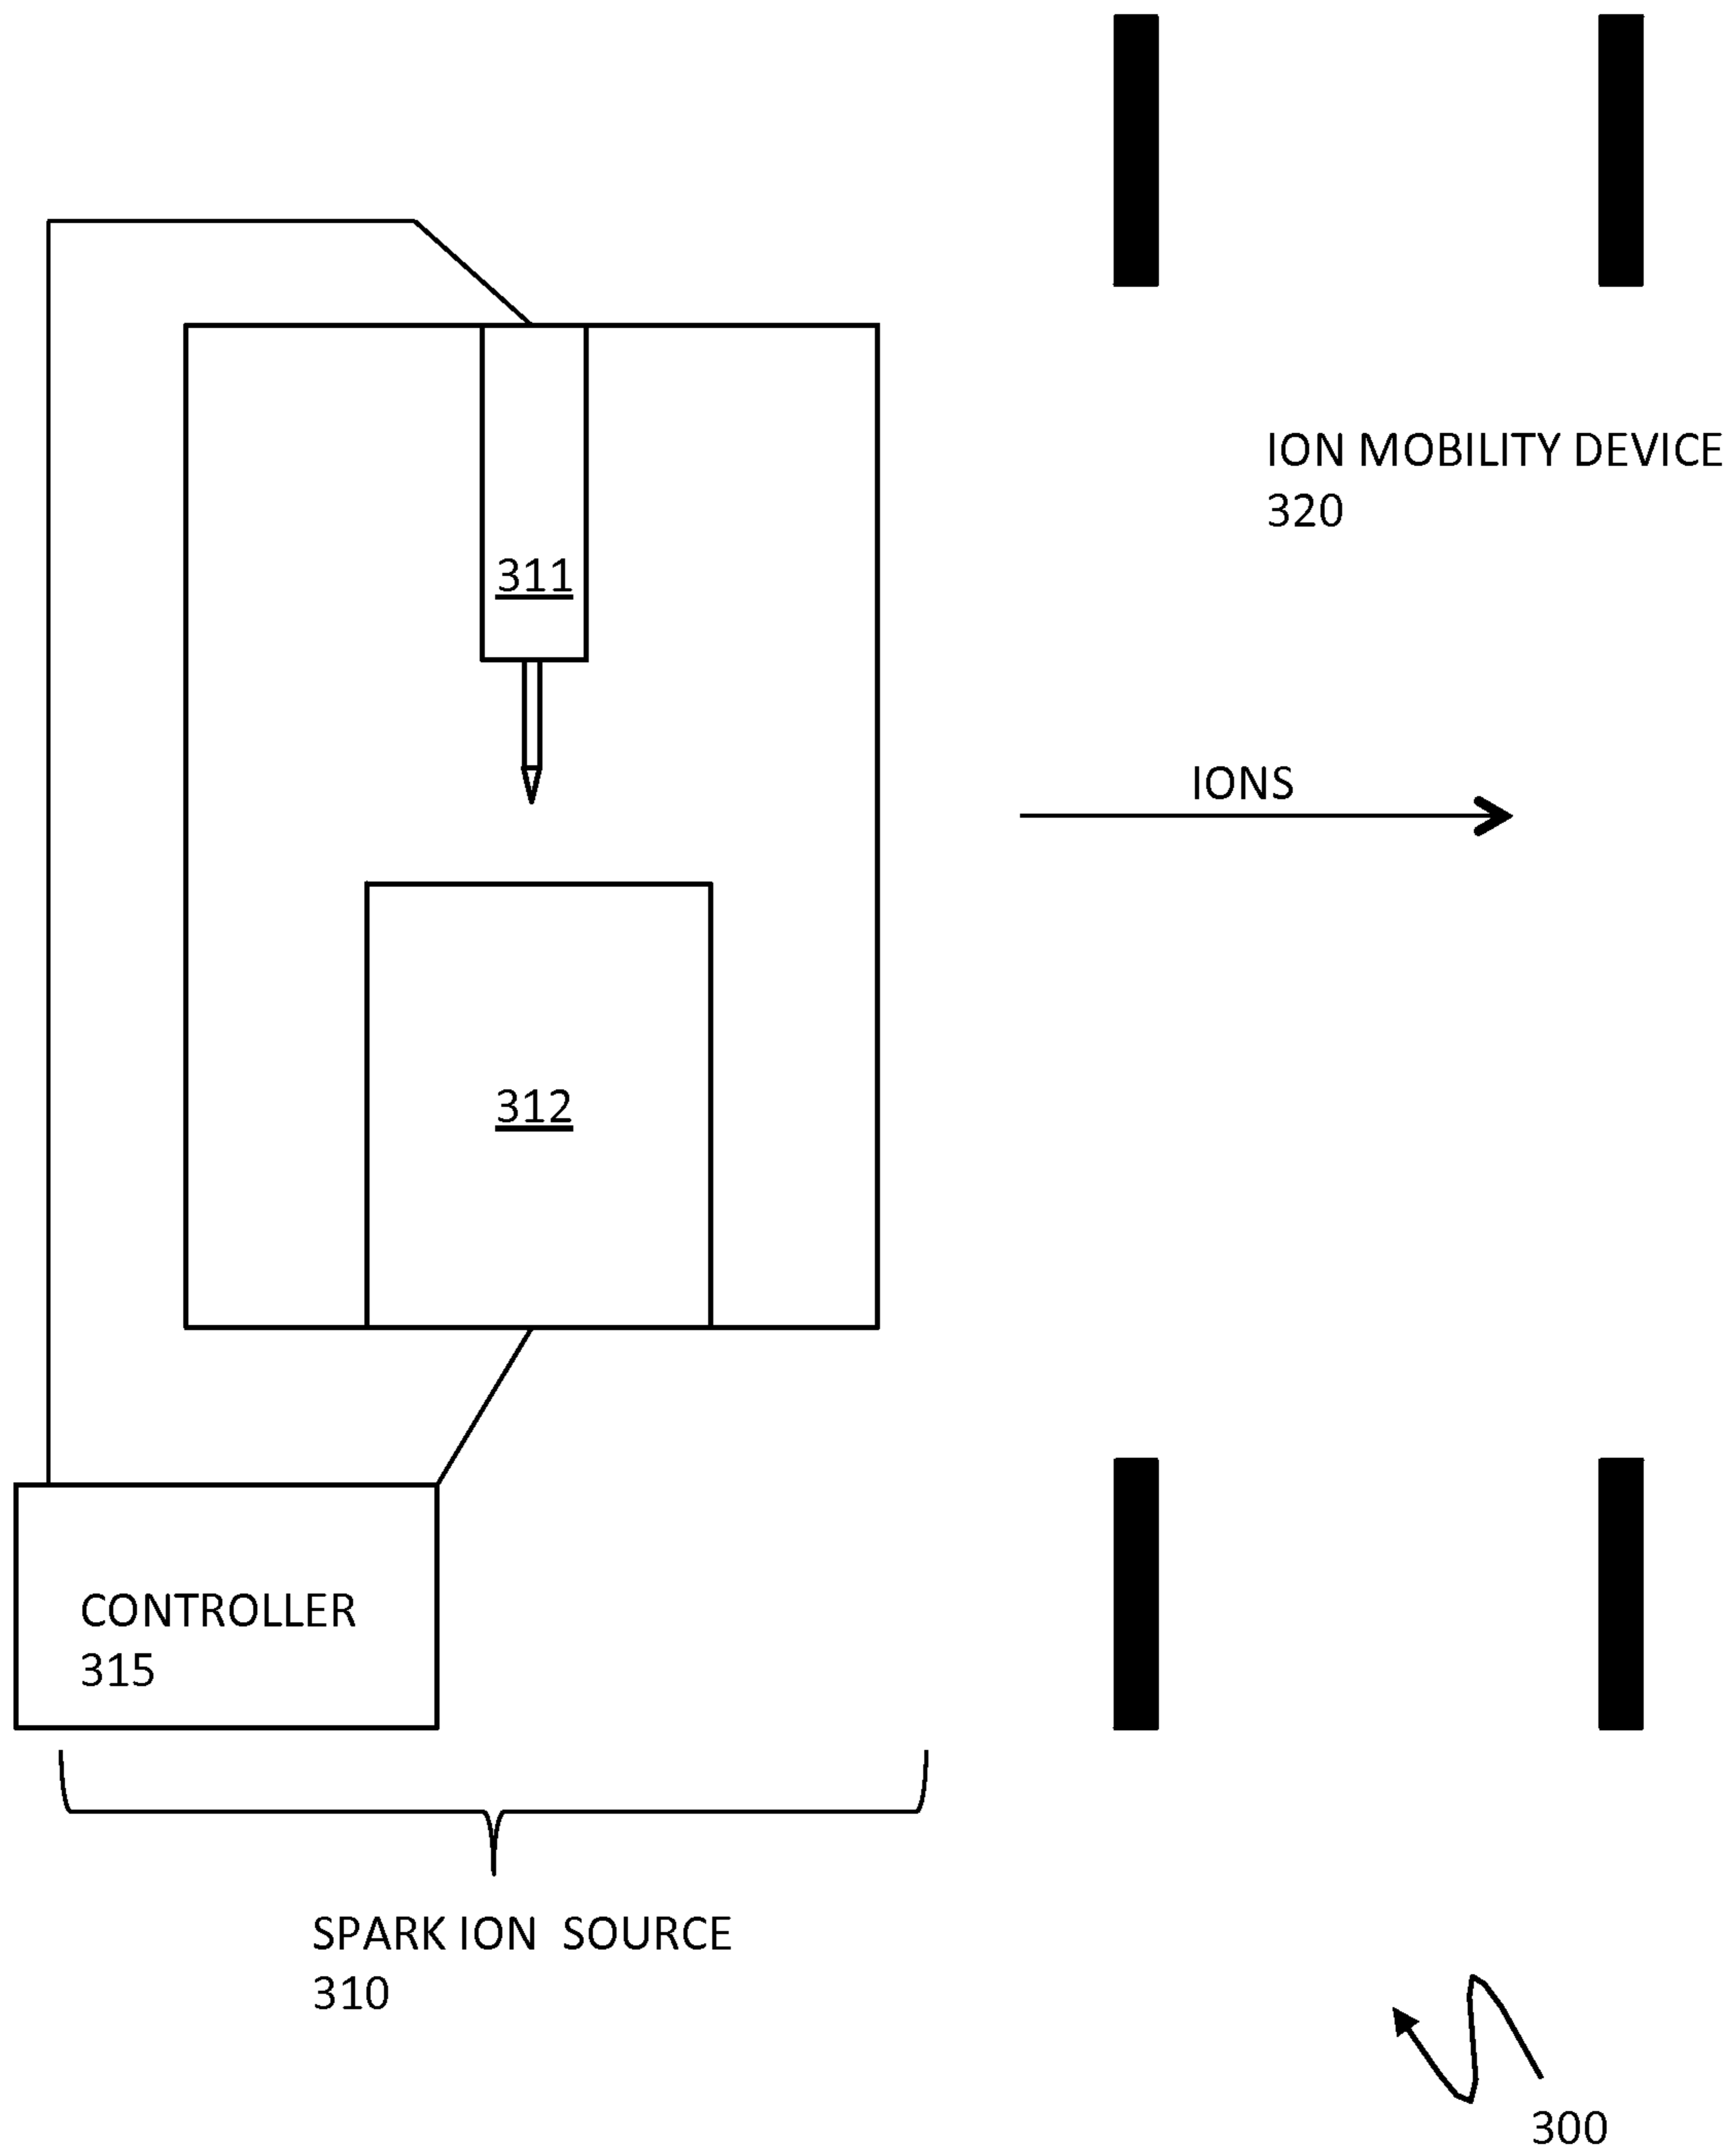 ION MOBILITY DEVICE
320
311
IONS
312
CONTROLLER
315
SPARK ION SOURCE
310
300